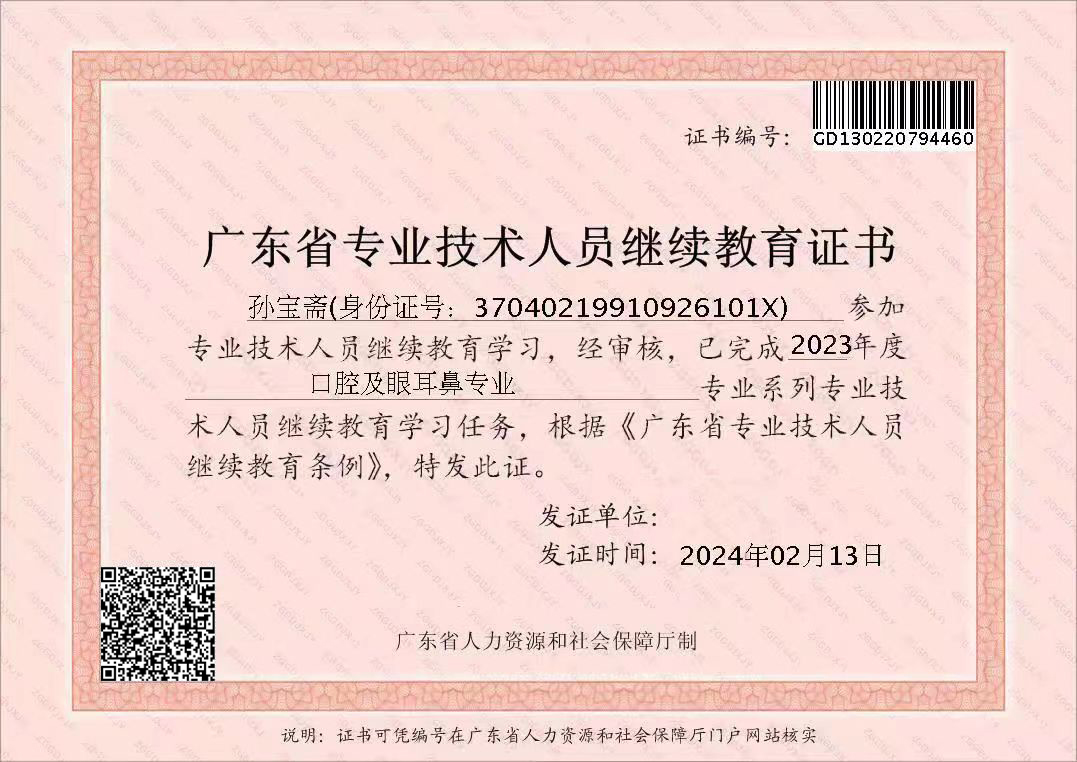 证书编号：
GD130220794460
广东省专业技术人员继续教育证书
孙宝斋(身份证号：37040219910926101X) 参加
专业技术人员继续教育学习，经审核，已完成2023年度
口腔及眼耳鼻专业 专业系列专业技
术人员继续教育学习任务，根据《广东省专业技术人员
继续教育条例》，特发此证。
发证单位：
发证时间：2024年02月13日
广东省人力资源和社会保障厅制
说明：证书可凭编号在广东省人力资源和社会保障厅门户网站核实